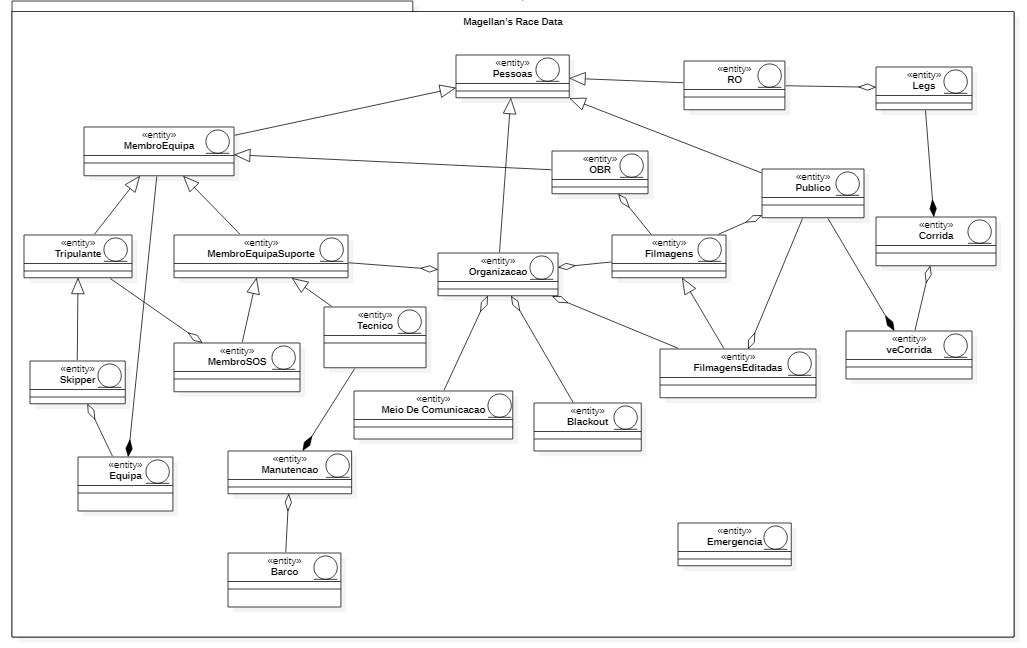 Magellan's Race Data
«entity»
Pessoas
«entity»
RO
«entity»
Legs
«entity»
MembroEquipa
«entity»
OBR
«entity»
Publico
«entity»
Tripulante
«entity»
MembroEquipaSuporte
«entity»
Organizacao
«entity»
Filmagens
«entity»
Corrida
«entity»
Tecnico
«entity»
Skipper
«entity»
MembroSOS
«entity»
FilmagensEditadas
«entity»
veCorrida
«entity»
Meio De Comunicacao
«entity»
Blackout
«entity»
Equipa
«entity»
Manutencao
«entity»
Emergencia
«entity»
Barco